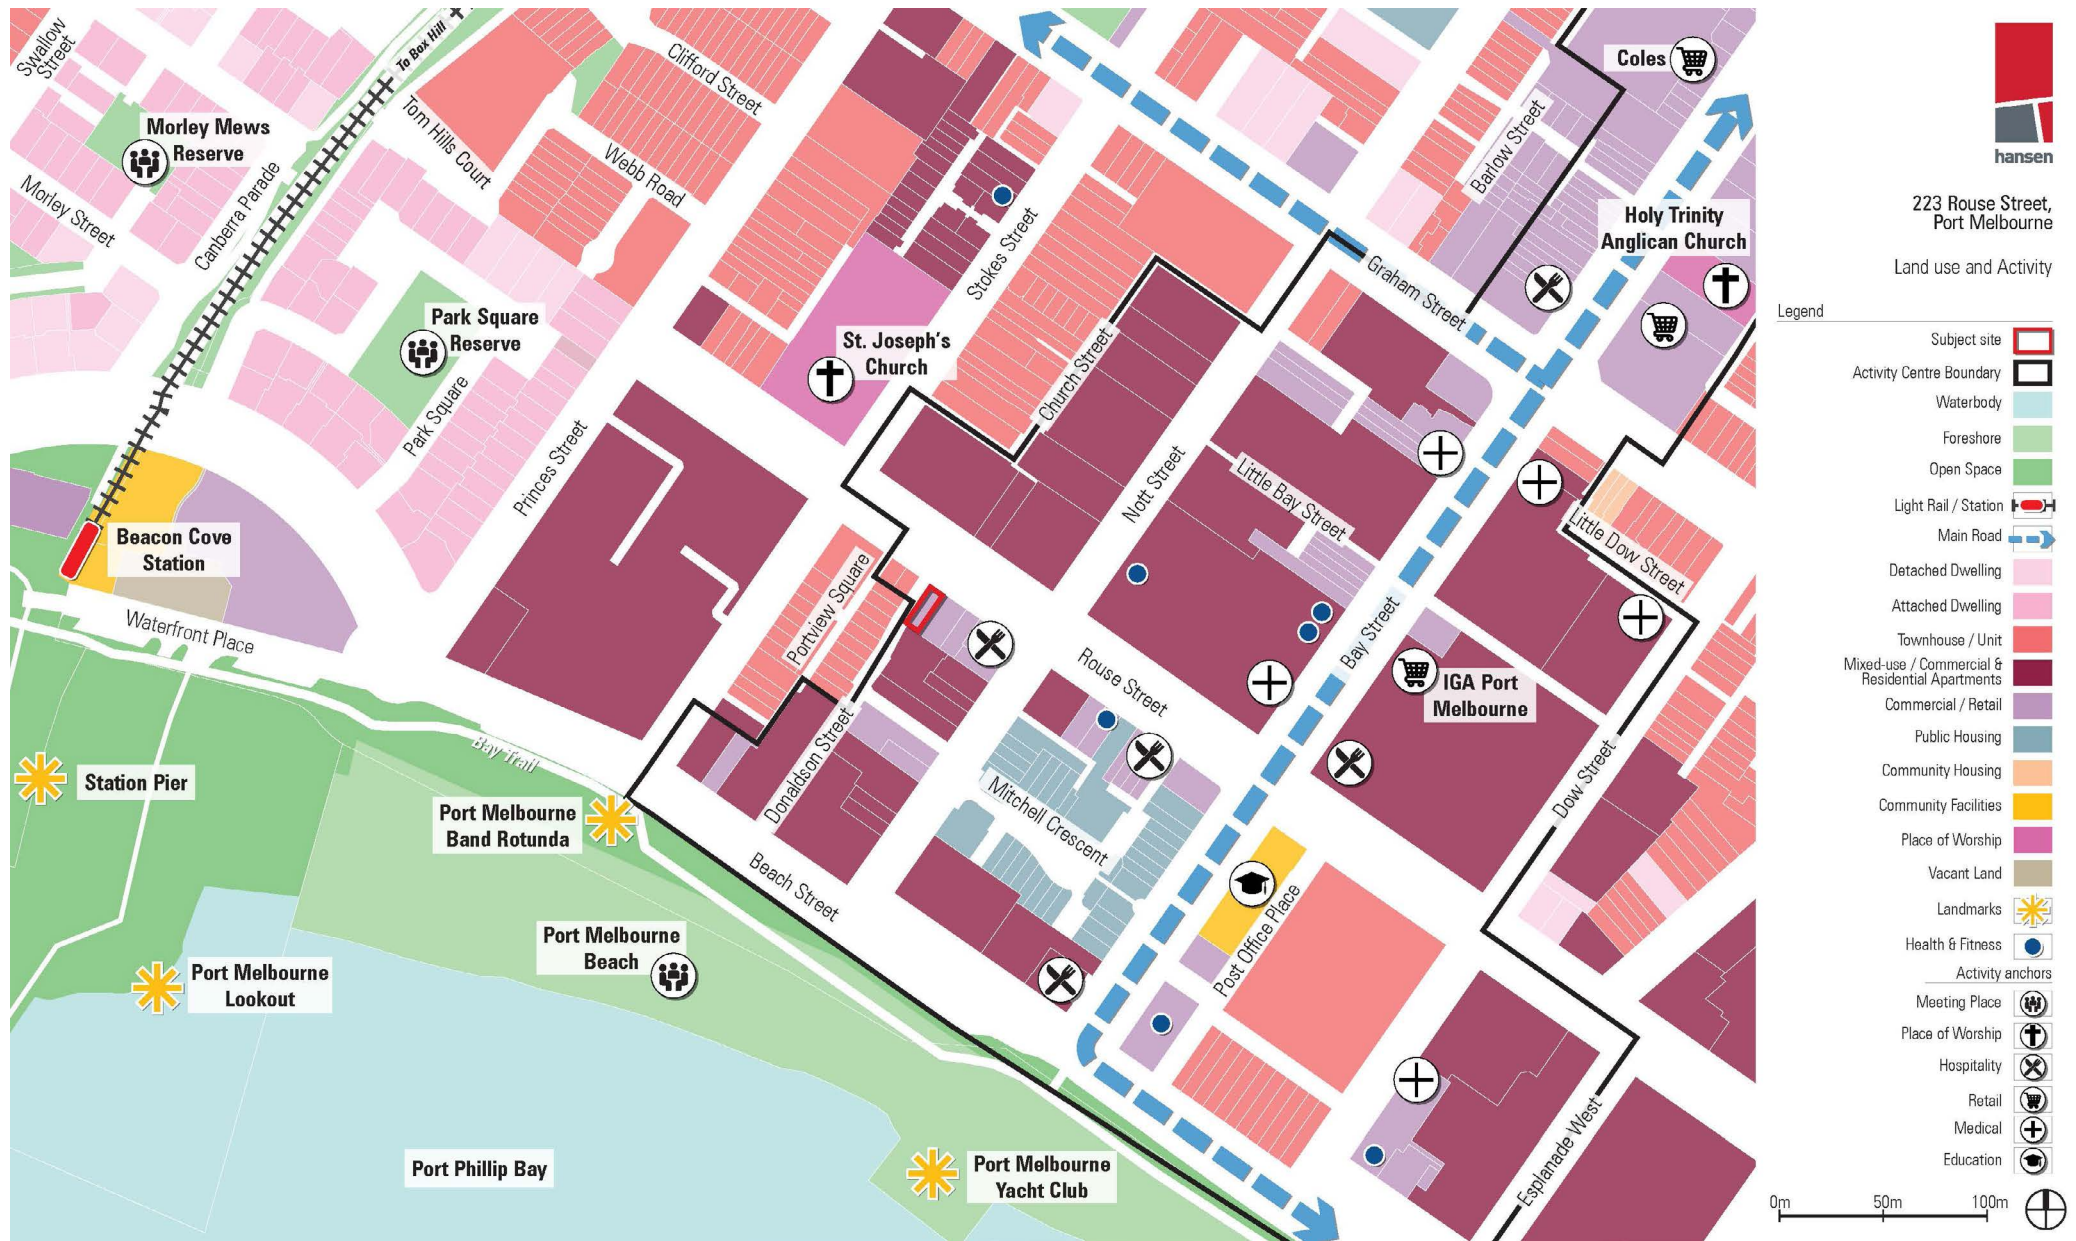 Swallow
Street
To Box Hill
Clifford Street
Coles
Morley Mews
Reserve
Tom Hills Court
Webb Road
Barlow Street
Morley Street
Canberra Parade
Stokes Street
Holy Trinity
Anglican Church
Graham Street
Park Square
Reserve
St. Joseph's
Church
Church Street
Park Square
Princes Street
Nott Street
Little Bay Street
Little Dow Street
Beacon Cove
Station
Waterfront Place
Portview Square
Bay Street
Rouse Street
IGA Port
Melbourne
Bay Trail
Donaldson Street
Dow Street
Station Pier
Port Melbourne
Band Rotunda
Mitchell Crescent
Beach Street
Post Office Place
Port Melbourne
Beach
Port Melbourne
Lookout
Port Phillip Bay
Port Melbourne
Yacht Club
Esplanade West
hansen
223 Rouse Street,
Port Melbourne
Land use and Activity
Legend
Subject site
Activity Centre Boundary
Waterbody
Foreshore
Open Space
Light Rail / Station
Main Road
Detached Dwelling
Attached Dwelling
Townhouse / Unit
Mixed-use / Commercial &
Residential Apartments
Commercial / Retail
Public Housing
Community Housing
Community Facilities
Place of Worship
Vacant Land
Landmarks
Health & Fitness
Activity anchors
Meeting Place
Place of Worship
Hospitality
Retail
Medical
Education
0m 50m 100m